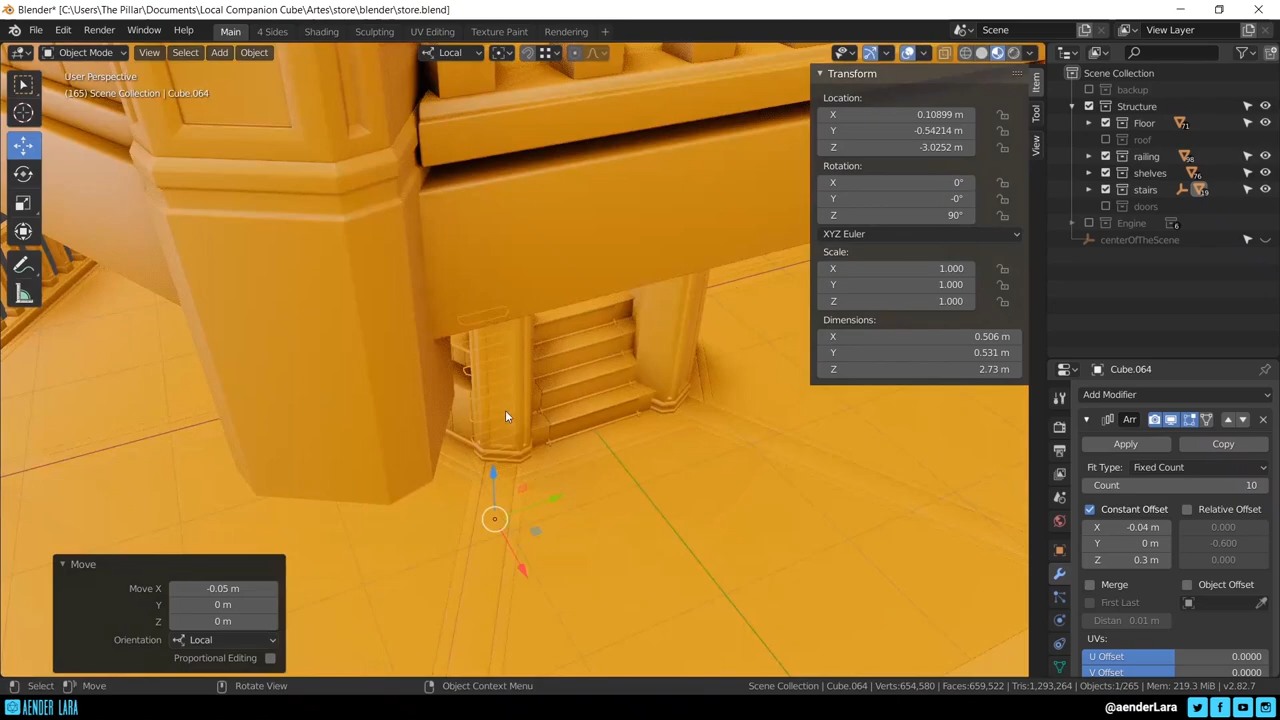 Blender* [C:\Users\The Pillar\Documents\Local Companion Cube\Artes\store\blender\store.blend]
File Edit Render Window Help Main 4 Sides Shading Sculpting UV Editing Texture Paint Rendering + Scene View Layer
Object Mode View Select Add Object Local
User Perspective
(165) Scene Collection | Cube.064
Transform
Location:
X 0.10899 m
Y -0.54214 m
Z -3.0252 m
Rotation:
X 0°
Y -0°
Z 90°
XYZ Euler
Scale:
X 1.000
Y 1.000
Z 1.000
Dimensions:
X 0.506 m
Y 0.531 m
Z 2.73 m
Item
Tool
View
Scene Collection
backup
Structure
Floor 71
roof
railing 98
shelves 76
stairs 19
doors
Engine 6
centerOfTheScene
Cube.064
Add Modifier
Arr
Apply Copy
Fit Type: Fixed Count
Count 10
Constant Offset Relative Offset
X -0.04 m 0.000
Y 0 m -0.600
Z 0.3 m 0.000
Merge Object Offset
First Last
Distan 0.01 m
UVs:
U Offset 0.0000
V Offset 0.0000
Move
Move X -0.05 m
Y 0 m
Z 0 m
Orientation Local
Proportional Editing
Select Move Rotate View Object Context Menu Scene Collection | Cube.064 | Verts:654,580 | Faces:659,522 | Tris:1,293,264 | Objects:1/265 | Mem: 219.3 MiB | v2.82.7
AENDER LARA @aenderLara